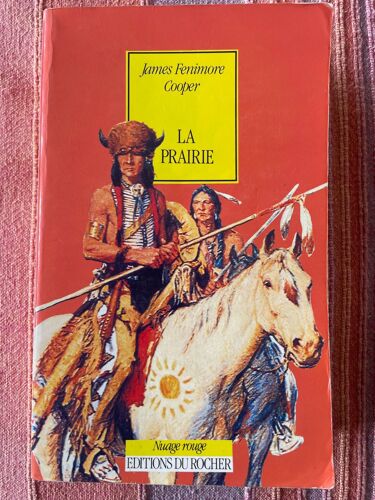 James Fenimore
Cooper
LA
PRAIRIE
Nuage rouge
EDITIONS DU ROCHER